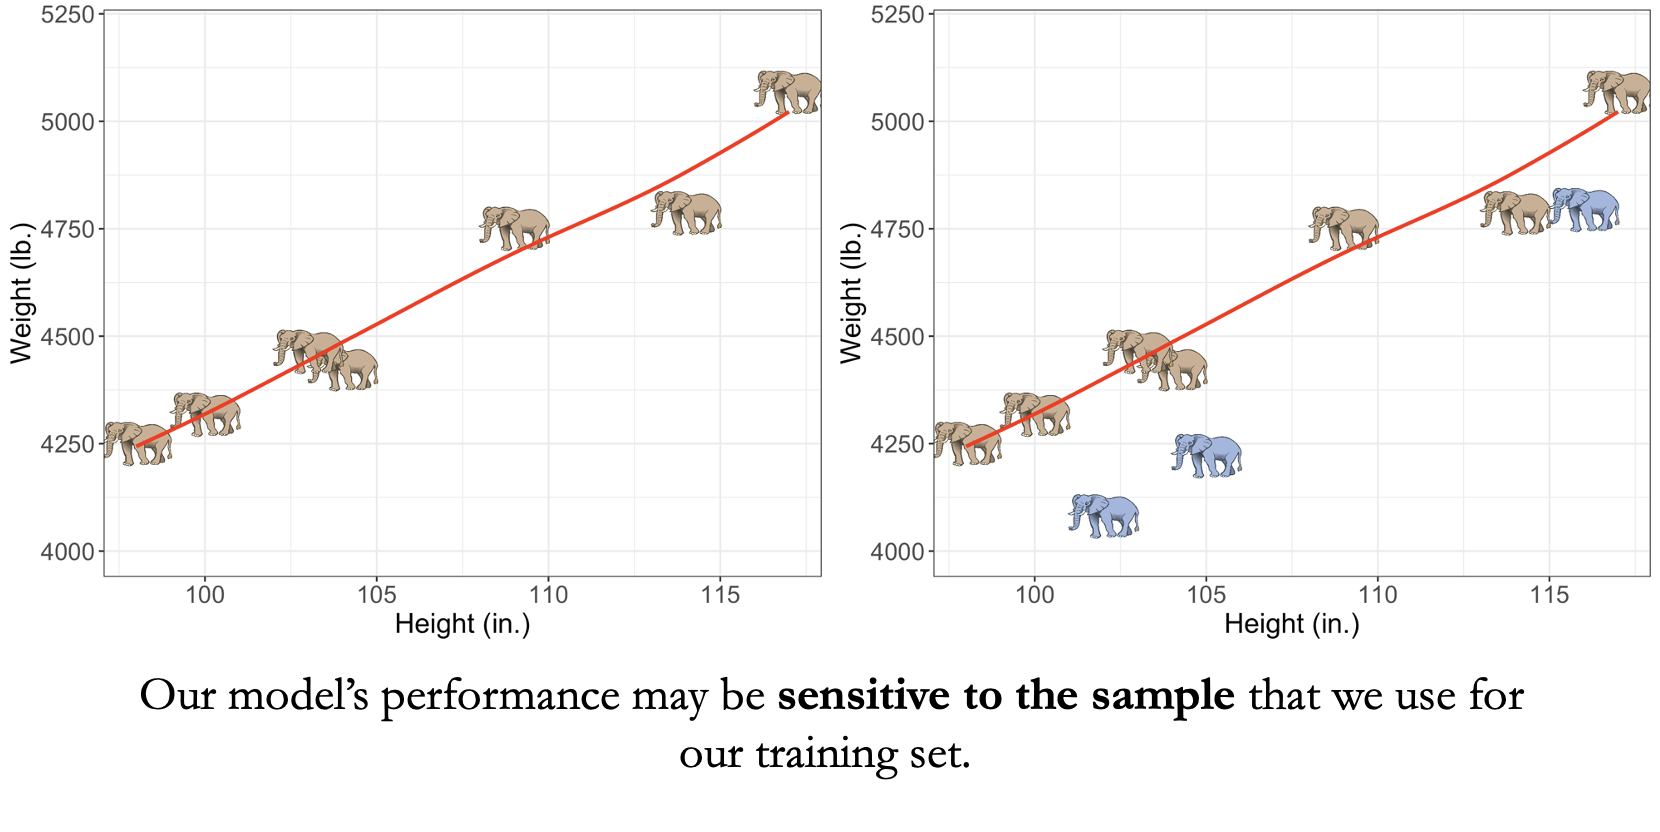 5250
5000
4750
4500
4250
4000
Weight (lb.)
100 105 110 115
Height (in.)
5250
5000
4750
4500
4250
4000
Weight (lb.)
100 105 110 115
Height (in.)
Our model’s performance may be sensitive to the sample that we use for
our training set.